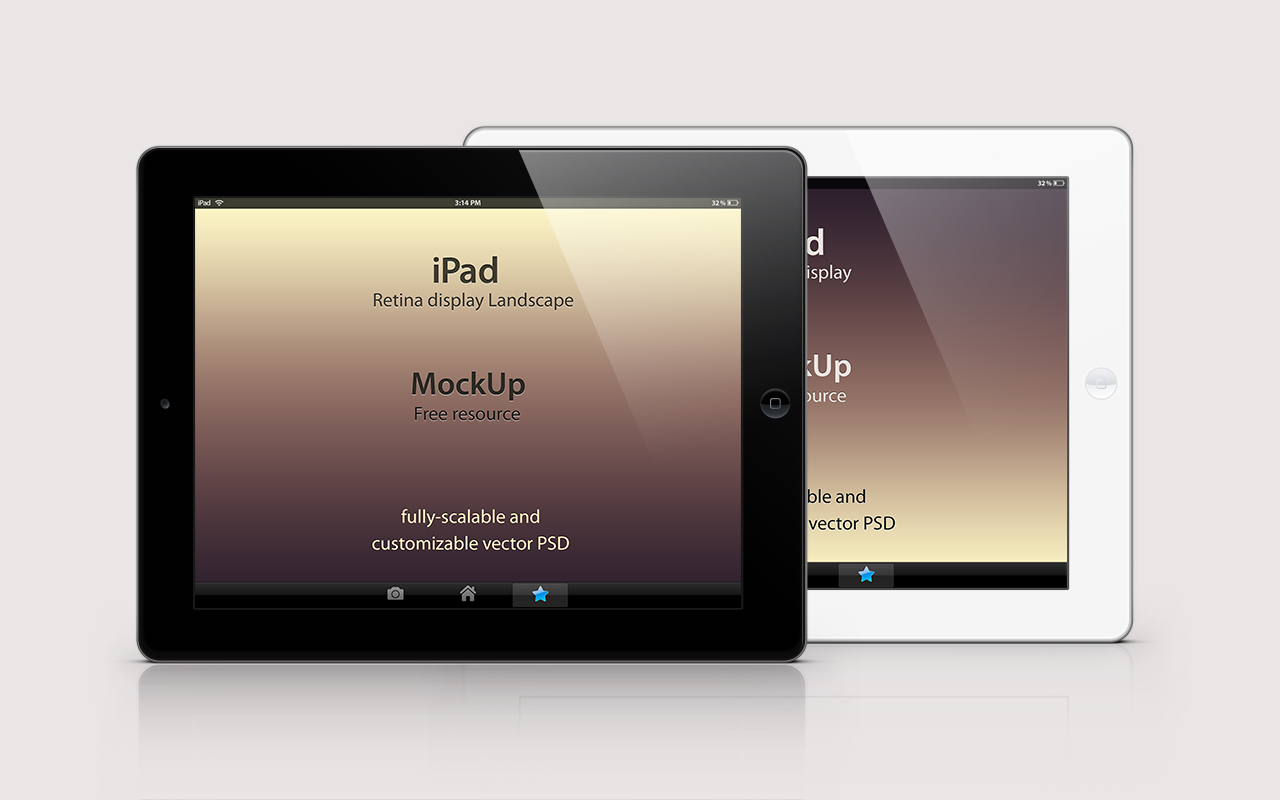 iPad 3:14 PM 32%
iPad
Retina display Landscape
MockUp
Free resource
fully-scalable and
customizable vector PSD
32%
d
isplay
kUp
ource
ble and
vector PSD